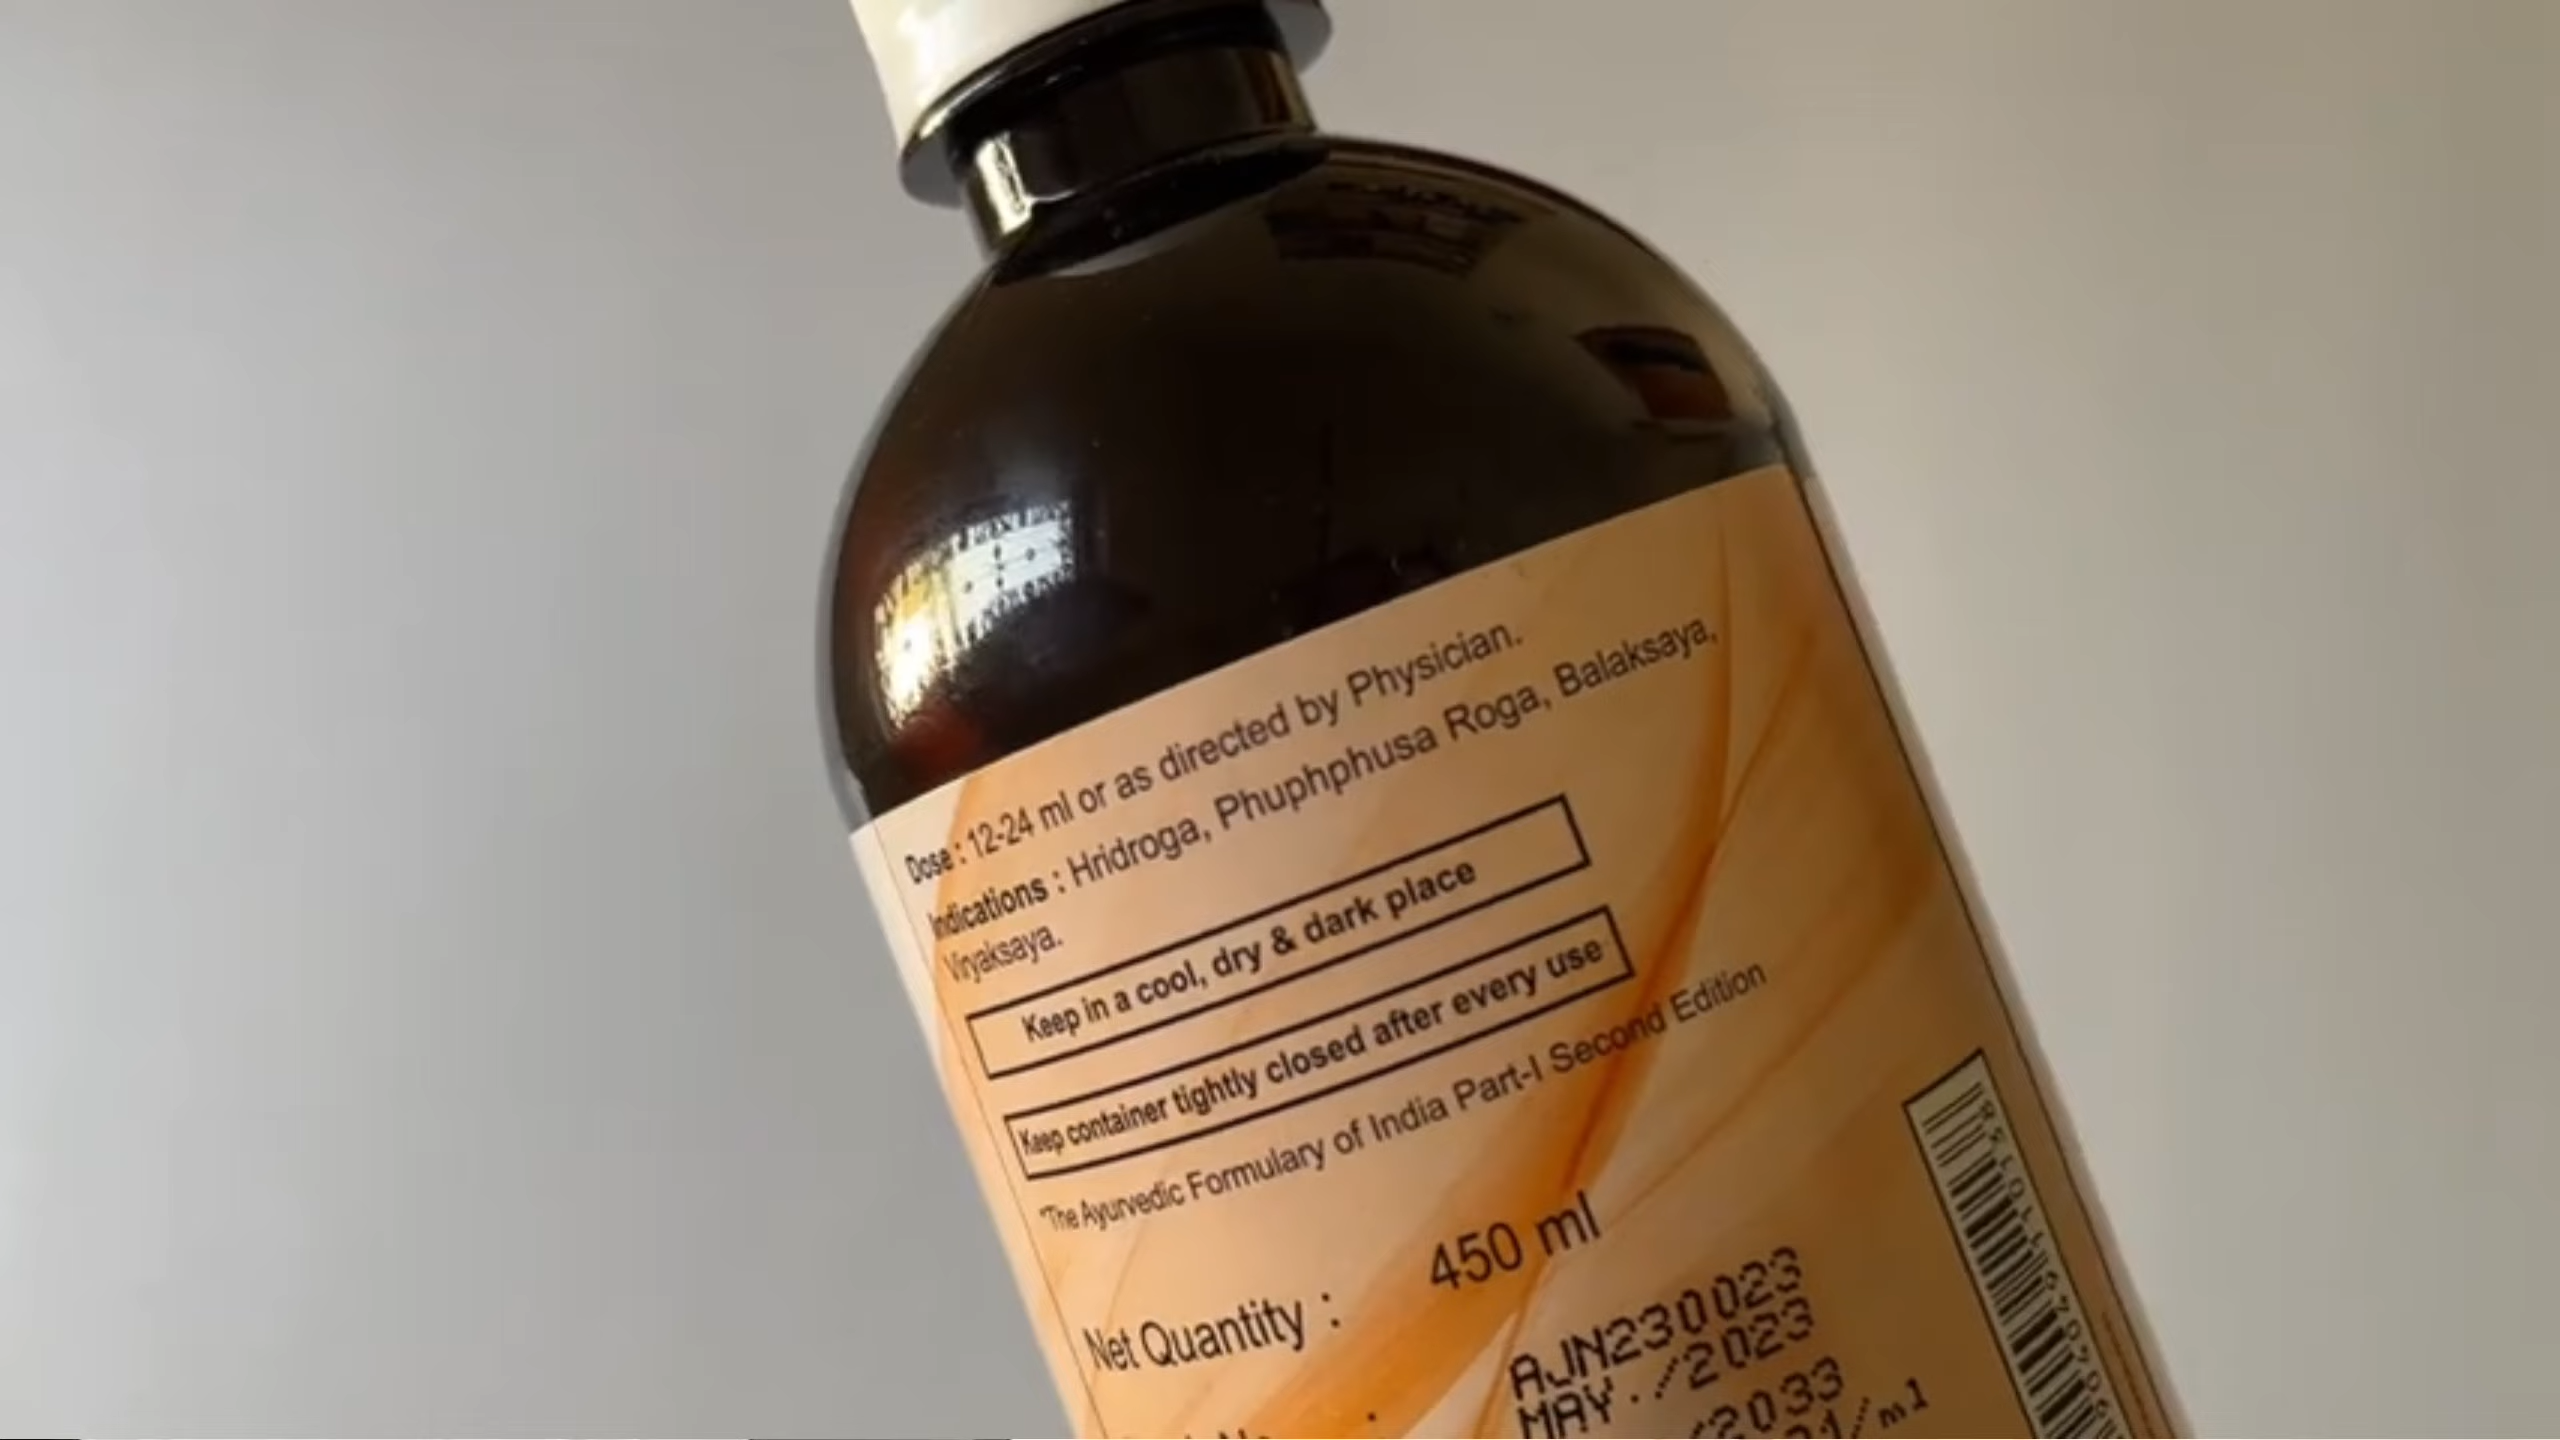 Dose : 12-24 ml or as directed by Physician.
Indications : Hridroga, Phuphphusa Roga, Balaksaya,
Viryaksaya.
Keep in a cool, dry & dark place
Keep container tightly closed after every use
*The Ayurvedic Formulary of India Part-I Second Edition
Net Quantity : 450 ml
AJN230023
MAY./2023
/2033
/ml